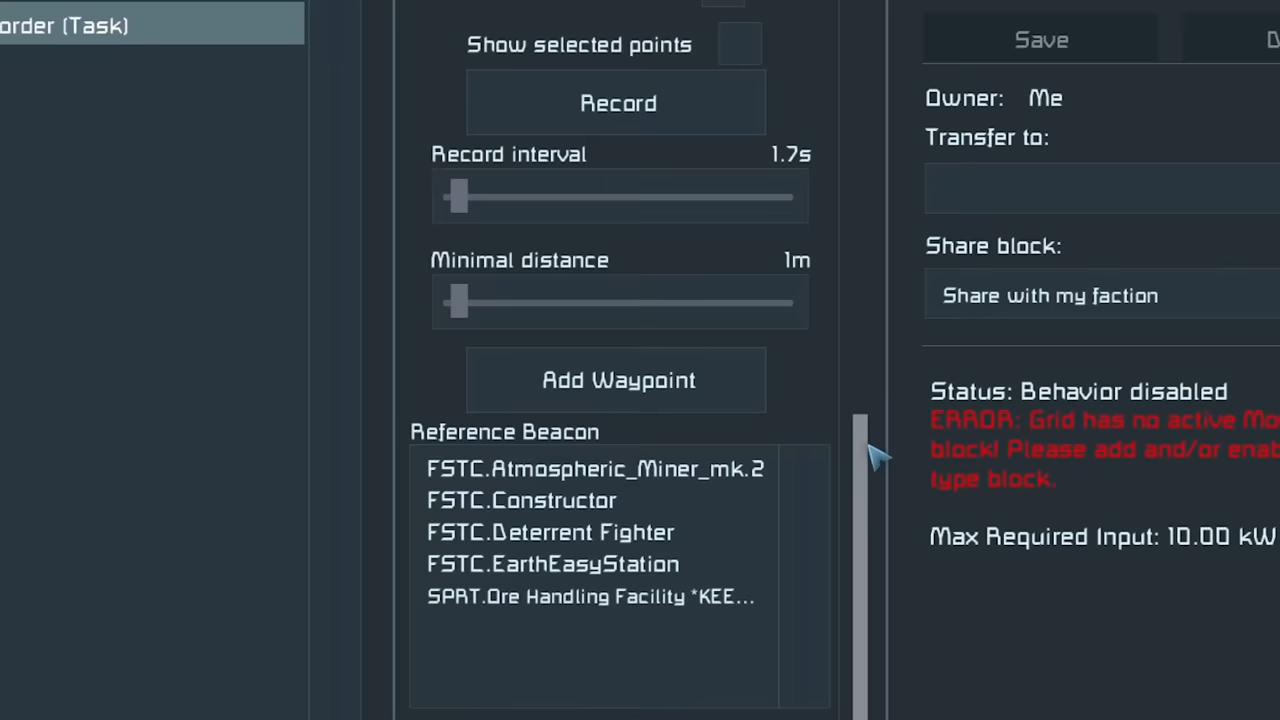 order (Task)
Show selected points
Record
Record interval 1.7s
Minimal distance 1m
Add Waypoint
Reference Beacon
FSTC.Atmospheric_Miner_mk.2
FSTC.Constructor
FSTC.Deterrent Fighter
FSTC.EarthEasyStation
SPRT.Ore Handling Facility *KEE...
Save
Owner: Me
Transfer to:
Share block:
Share with my faction
Status: Behavior disabled
ERROR: Grid has no active Mo
block! Please add and/or enab
type block.
Max Required Input: 10.00 kW